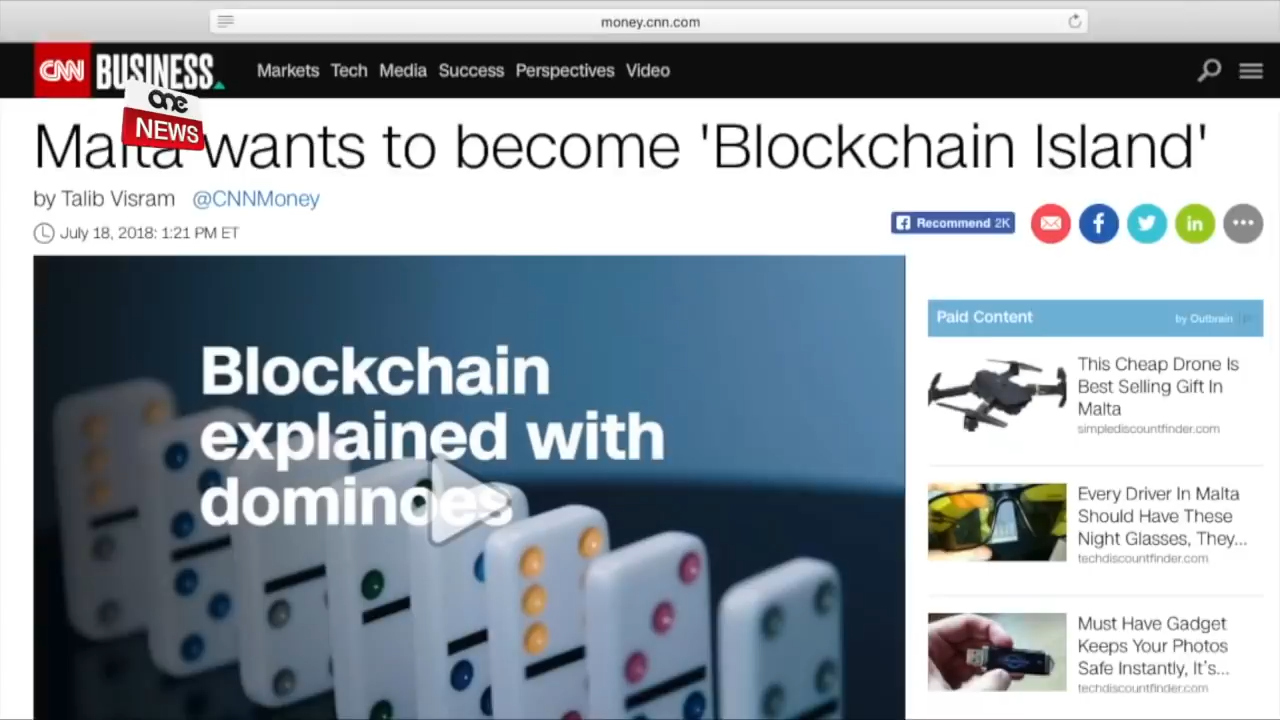 money.cnn.com
CNN BUSINESS
Markets Tech Media Success Perspectives Video
one
NEWS
Malta wants to become 'Blockchain Island'
by Talib Visram @CNNMoney
July 18, 2018: 1:21 PM ET
Recommend 2K
f
in
Blockchain
explained with
dominoes
Paid Content
by Outbrain
This Cheap Drone Is
Best Selling Gift In
Malta
simplediscountfinder.com
Every Driver In Malta
Should Have These
Night Glasses, They...
techdiscountfinder.com
Must Have Gadget
Keeps Your Photos
Safe Instantly, It's...
techdiscountfinder.com